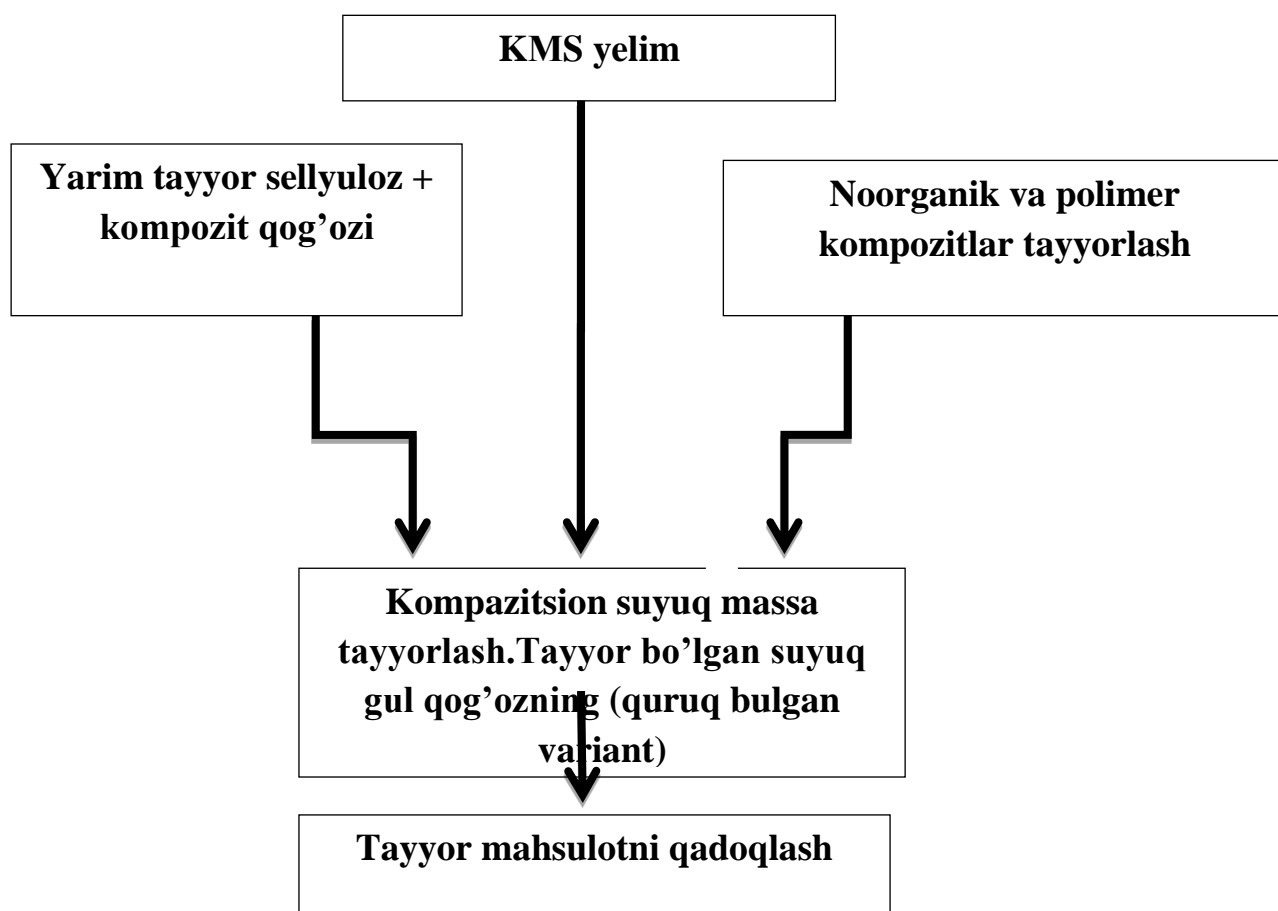 KMS yelim
Yarim tayyor sellyuloz +
kompozit qog’ozi
Noorganik va polimer
kompozitlar tayyorlash
Kompazitsion suyuq massa
tayyorlash.Tayyor bo’lgan suyuq
gul qog’ozning (quruq bulgan
variant)
Tayyor mahsulotni qadoqlash